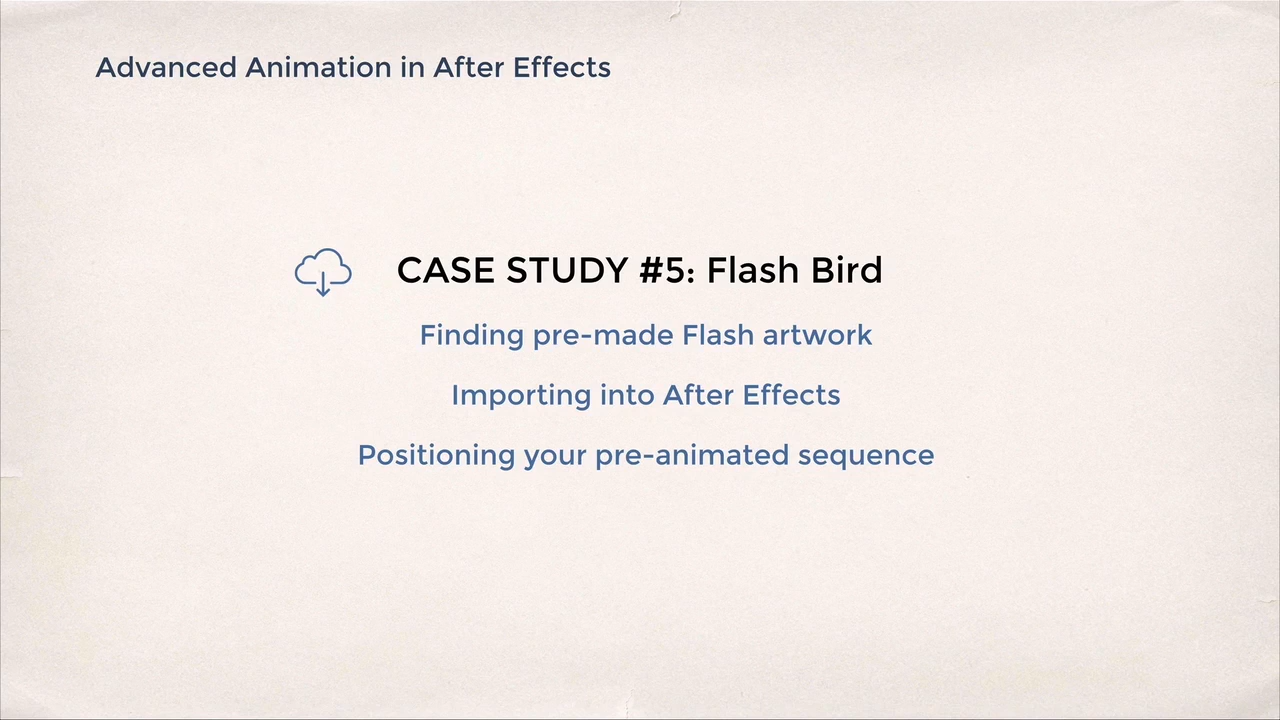 Advanced Animation in After Effects
CASE STUDY #5: Flash Bird
Finding pre-made Flash artwork
Importing into After Effects
Positioning your pre-animated sequence